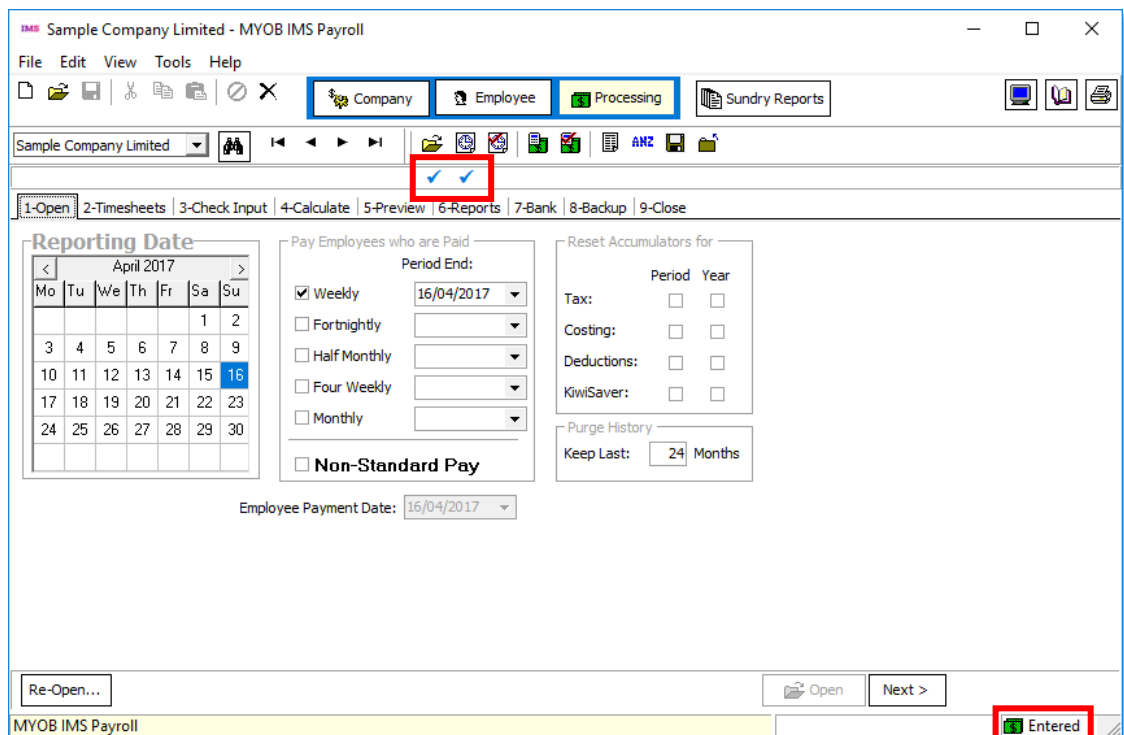 IMS Sample Company Limited - MYOB IMS Payroll
File Edit View Tools Help
Company Employee Processing Sundry Reports
Sample Company Limited ANZ
1-Open 2-Timesheets 3-Check Input 4-Calculate 5-Preview 6-Reports 7-Bank 8-Backup 9-Close
Reporting Date
April 2017
Mo Tu We Th Fr Sa Su
1 2
3 4 5 6 7 8 9
10 11 12 13 14 15 16
17 18 19 20 21 22 23
24 25 26 27 28 29 30
Pay Employees who are Paid
Period End:
Weekly 16/04/2017
Fortnightly
Half Monthly
Four Weekly
Monthly
Non-Standard Pay
Reset Accumulators for
Period Year
Tax:
Costing:
Deductions:
KiwiSaver:
Purge History
Keep Last: 24 Months
Employee Payment Date: 16/04/2017
Re-Open... Open Next >
MYOB IMS Payroll Entered